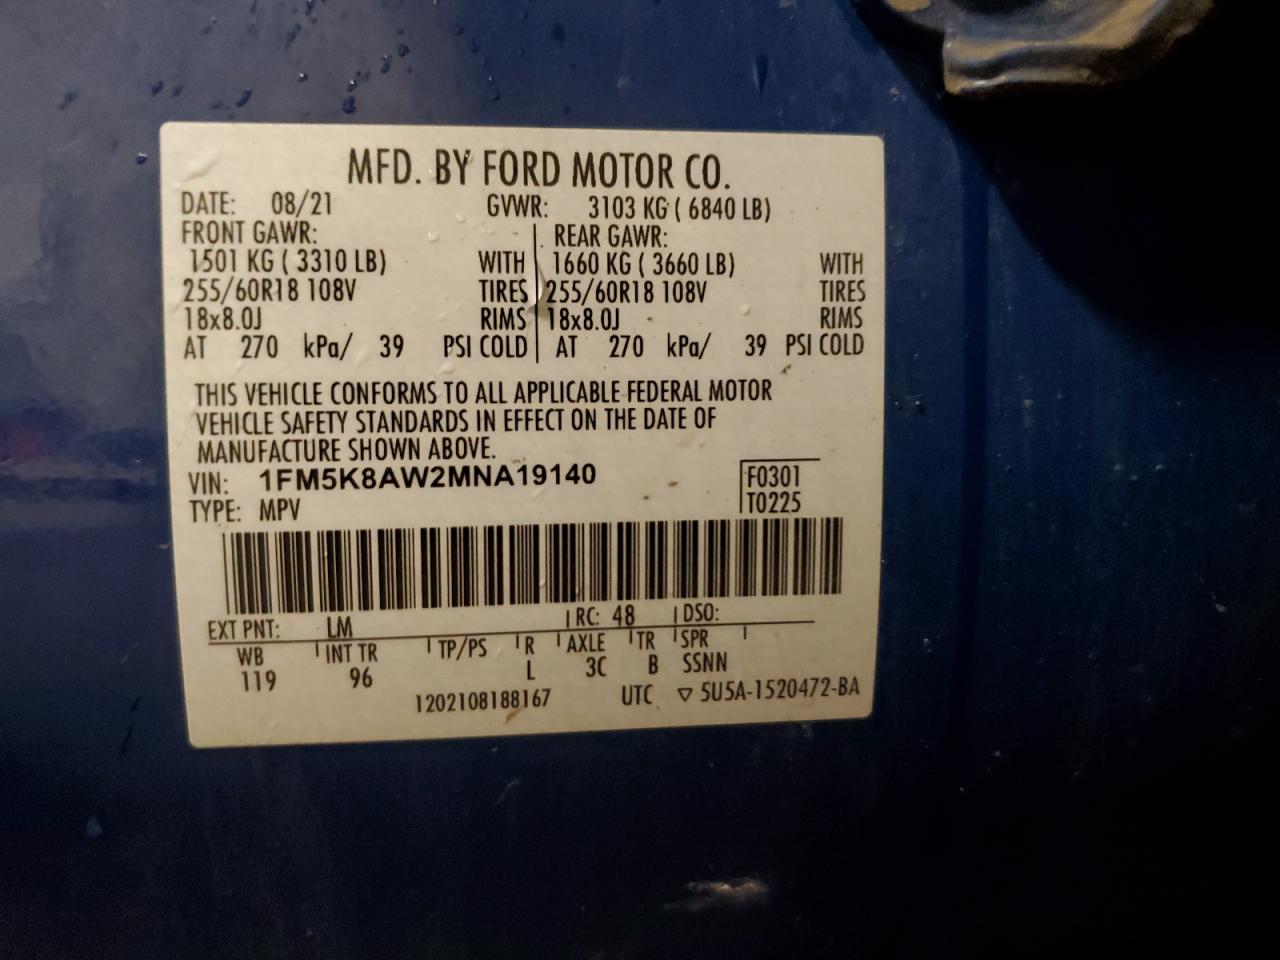 MFD. BY FORD MOTOR CO.
DATE: 08/21 GVWR: 3103 KG ( 6840 LB)
FRONT GAWR: REAR GAWR:
1501 KG ( 3310 LB) WITH 1660 KG ( 3660 LB) WITH
255/60R18 108V TIRES 255/60R18 108V TIRES
18x8.0J RIMS 18x8.0J RIMS
AT 270 kPa/ 39 PSI COLD AT 270 kPa/ 39 PSI COLD
THIS VEHICLE CONFORMS TO ALL APPLICABLE FEDERAL MOTOR
VEHICLE SAFETY STANDARDS IN EFFECT ON THE DATE OF
MANUFACTURE SHOWN ABOVE.
VIN: 1FM5K8AW2MNA19140 F0301
TYPE: MPV T0225
EXT PNT: LM RC: 48 DSO:
WB INT TR TP/PS R AXLE TR SPR
119 96 L 3C B SSNN
1202108188167 UTC ▽ 5U5A-1520472-BA